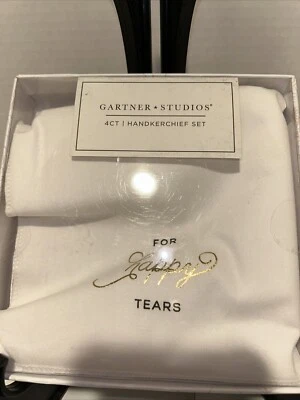 GARTNER ✦ STUDIOS®
4CT | HANDKERCHIEF SET
FOR
happy
TEARS